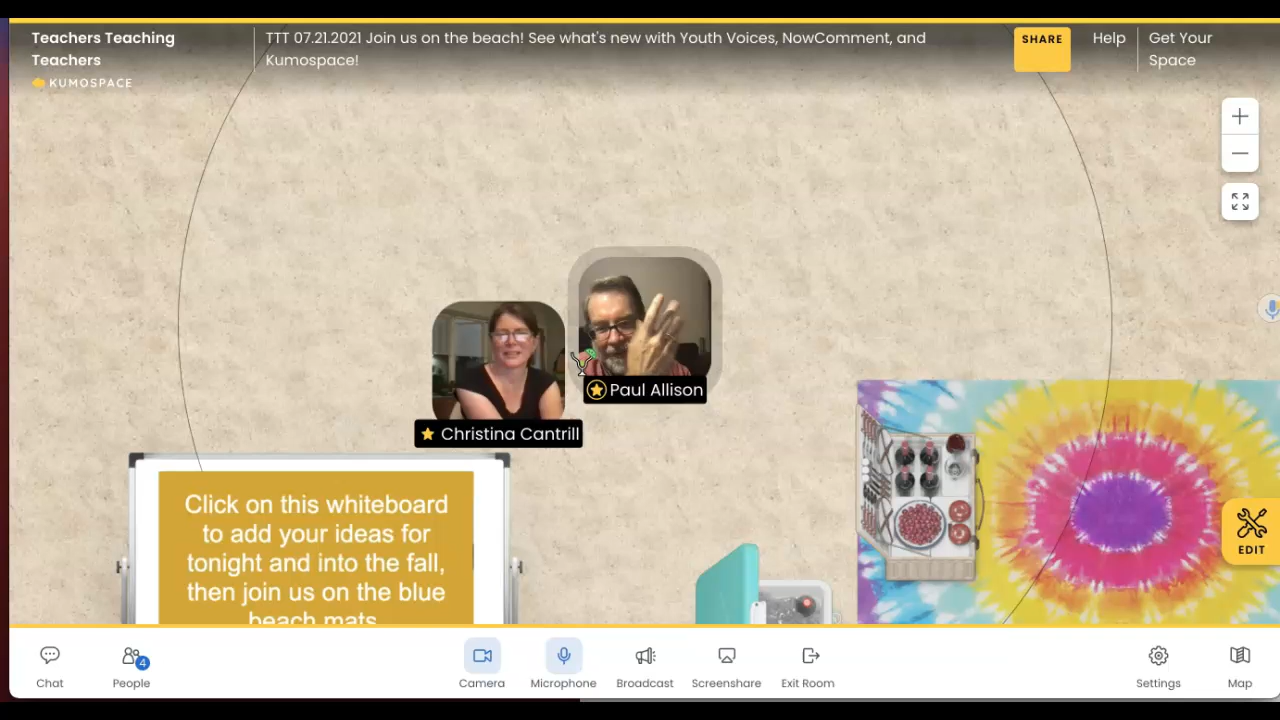 Teachers Teaching
Teachers
KUMOSPACE
TTT 07.21.2021 Join us on the beach! See what's new with Youth Voices, NowComment, and
Kumospace!
SHARE
Help
Get Your
Space
Paul Allison
Christina Cantrill
Click on this whiteboard
to add your ideas for
tonight and into the fall,
then join us on the blue
beach mats
EDIT
Chat
4
People
Camera
Microphone
Broadcast
Screenshare
Exit Room
Settings
Map